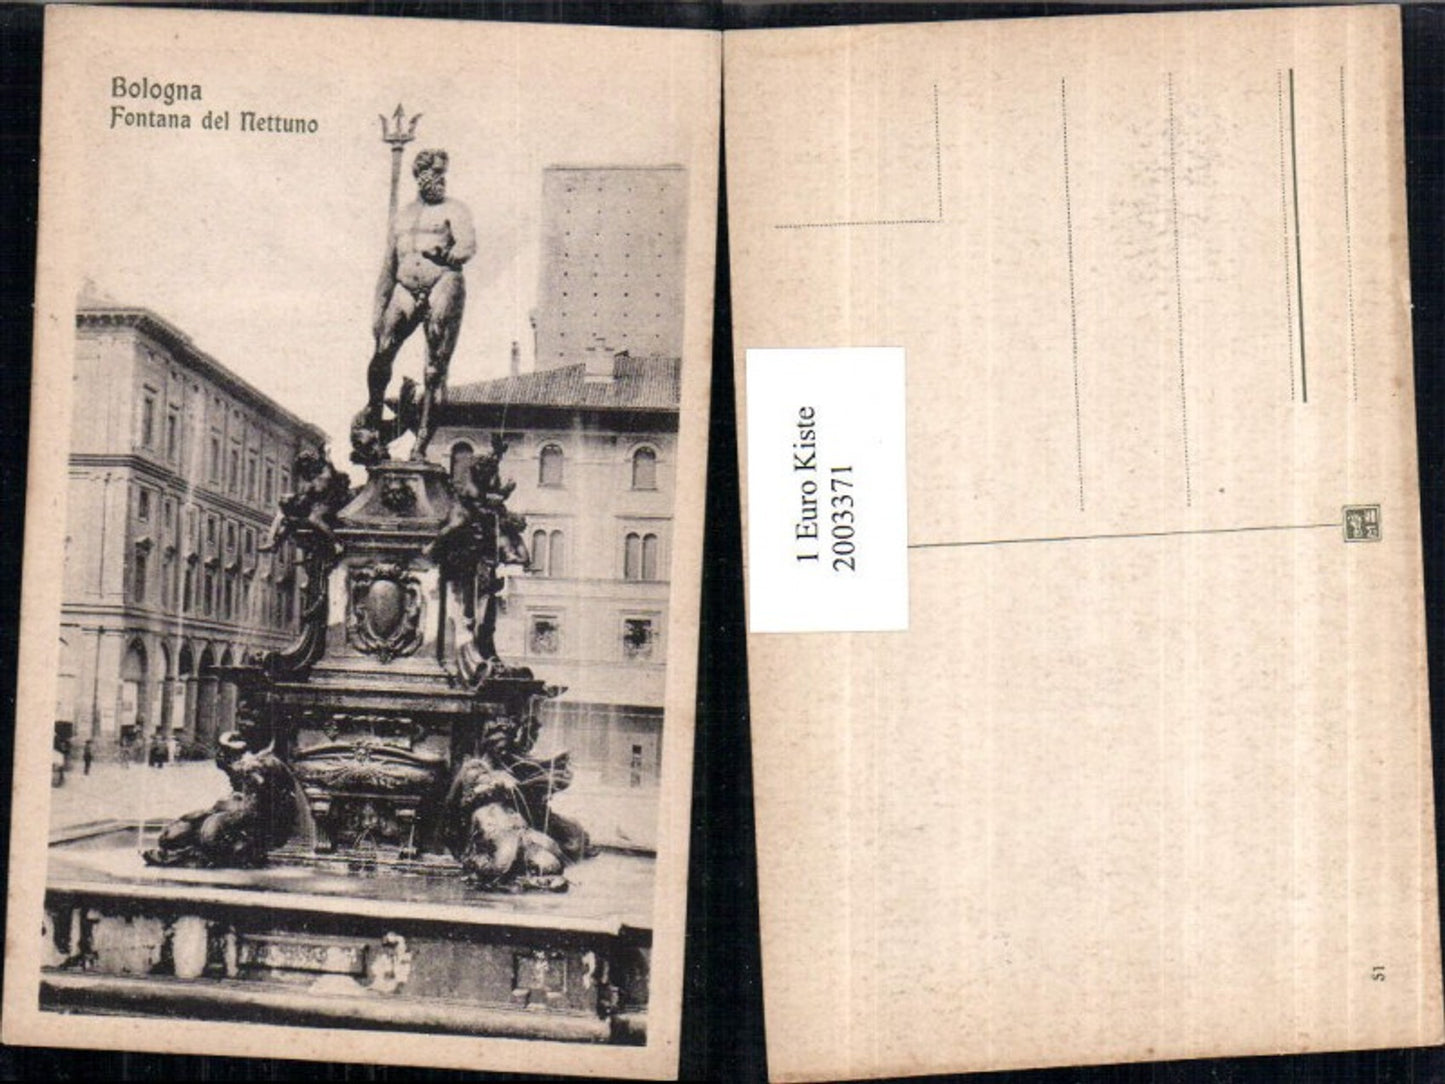 Bologna
Fontana del Nettuno
1 Euro Kiste
2003371
51